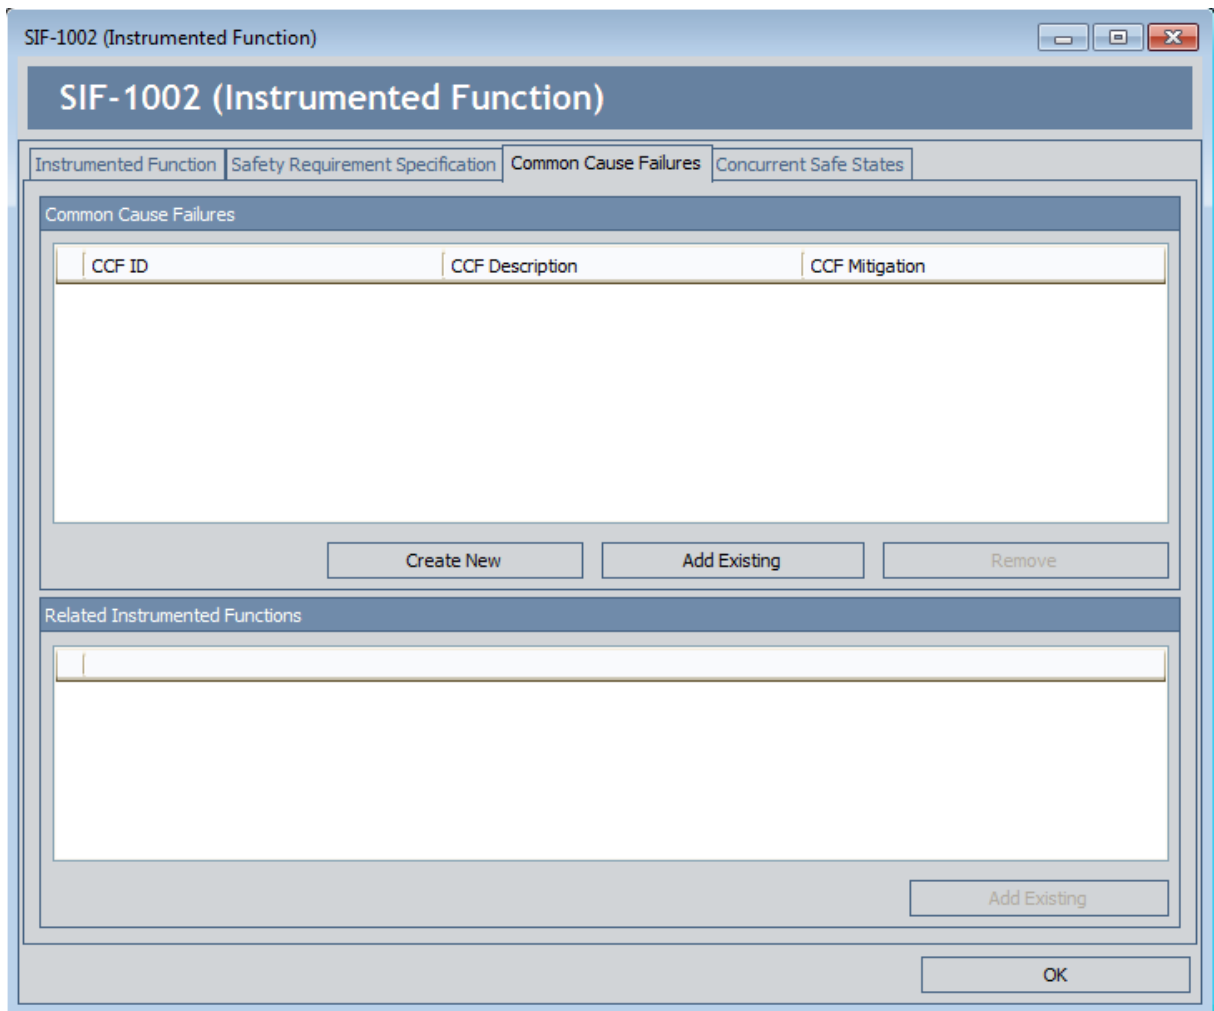 SIF-1002 (Instrumented Function)
SIF-1002 (Instrumented Function)
Instrumented Function Safety Requirement Specification Common Cause Failures Concurrent Safe States
Common Cause Failures
CCF ID CCF Description CCF Mitigation
Create New Add Existing Remove
Related Instrumented Functions
Add Existing
OK